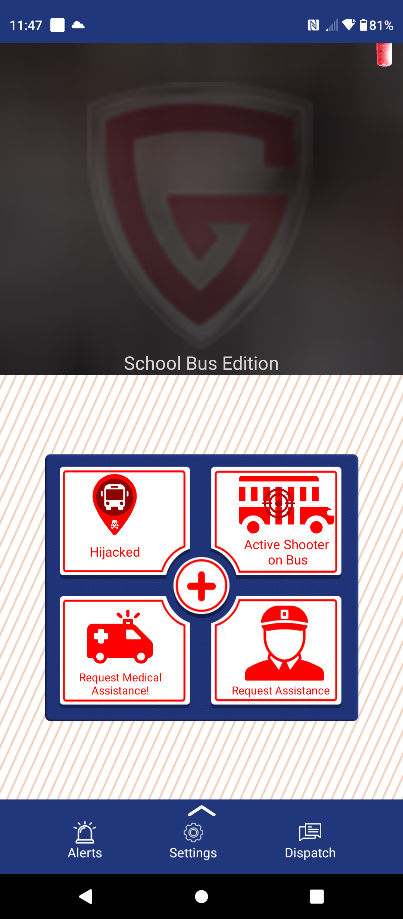 11:47
81%
School Bus Edition
Hijacked
Active Shooter
on Bus
Request Medical
Assistance!
Request Assistance
Alerts
Settings
Dispatch